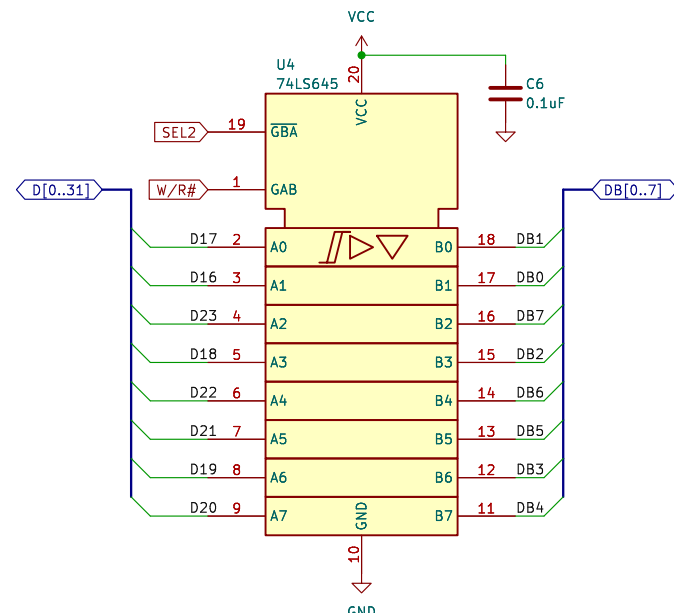 VCC
U4
74LS645
20
VCC
C6
0.1uF
SEL2
19
GBA
W/R#
1
GAB
D[0..31]
DB[0..7]
D17 2 A0 B0 18 DB1
D16 3 A1 B1 17 DB0
D23 4 A2 B2 16 DB7
D18 5 A3 B3 15 DB2
D22 6 A4 B4 14 DB6
D21 7 A5 B5 13 DB5
D19 8 A6 B6 12 DB3
D20 9 A7 GND B7 11 DB4
10
GND